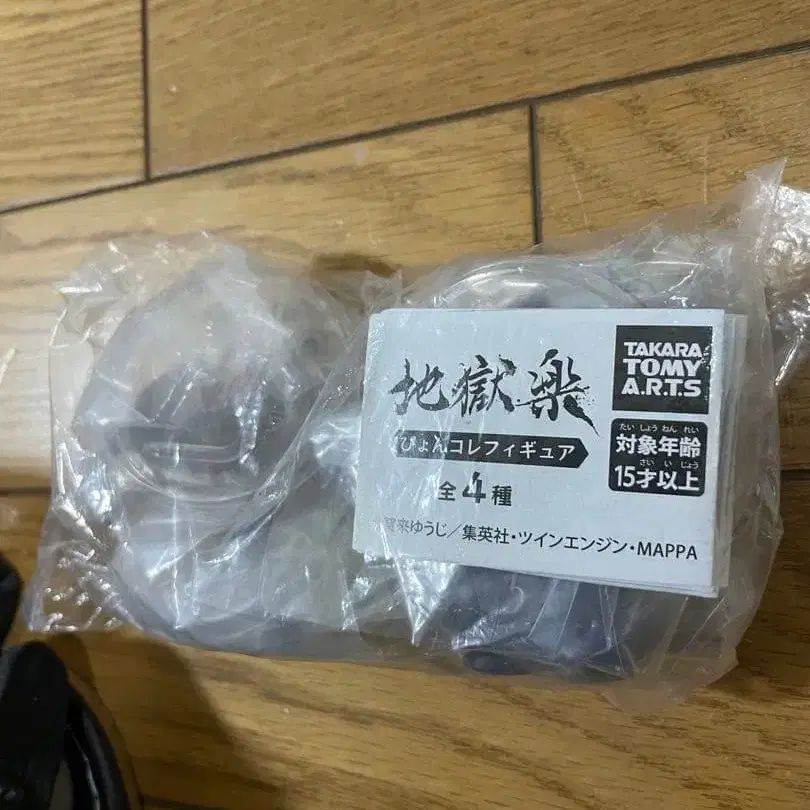 地獄楽
ぴょんコレフィギュア
全4種
賀来ゆうじ／集英社・ツインエンジン・MAPPA
TAKARA
TOMY
A.R.T.S
たい しょう ねん れい
対象年齢
さい い じょう
15才以上